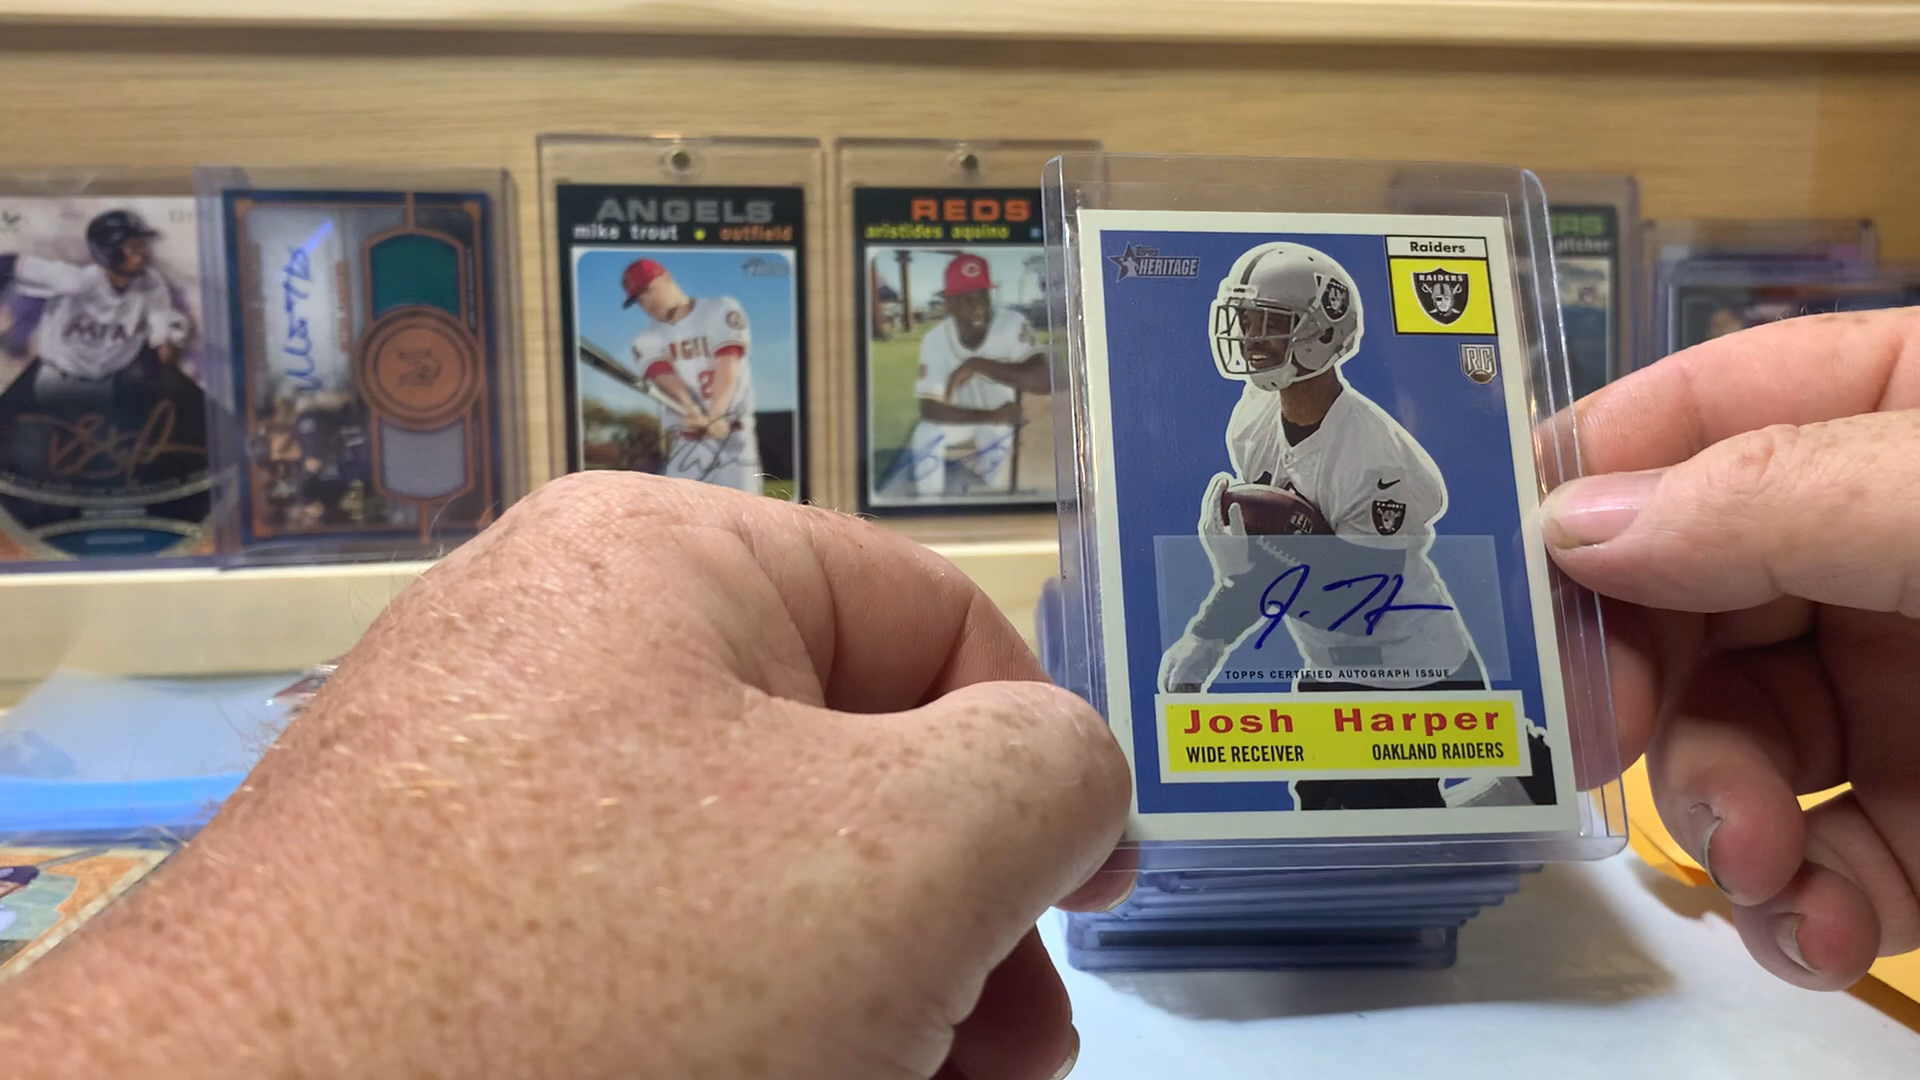 ANGELS
mike trout outfield
REDS
aristides aquino
ERS
pitcher
Topps
HERITAGE
Raiders
RAIDERS
RC
TOPPS CERTIFIED AUTOGRAPH ISSUE
Josh Harper
WIDE RECEIVER OAKLAND RAIDERS